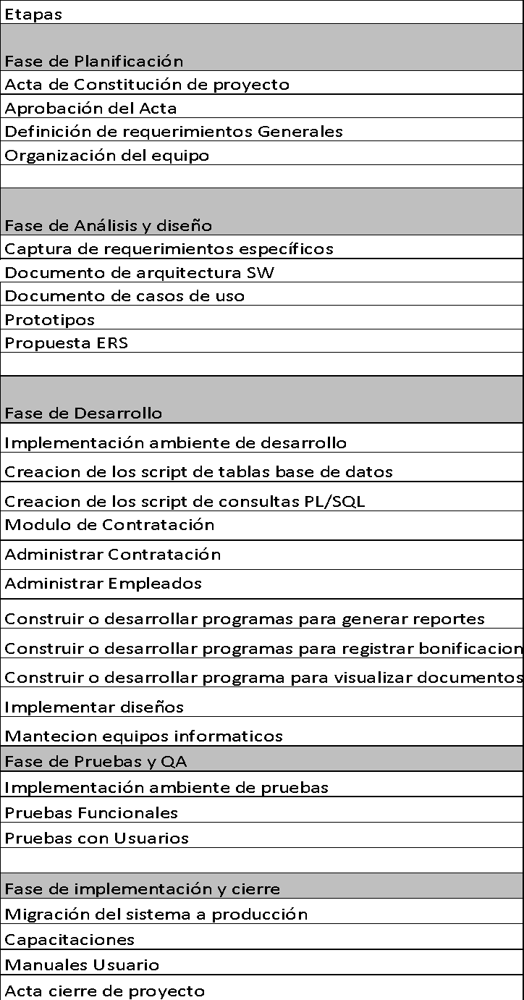 Etapas
Fase de Planificación
Acta de Constitución de proyecto
Aprobación del Acta
Definición de requerimientos Generales
Organización del equipo
Fase de Análisis y diseño
Captura de requerimientos específicos
Documento de arquitectura SW
Documento de casos de uso
Prototipos
Propuesta ERS
Fase de Desarrollo
Implementación ambiente de desarrollo
Creacion de los script de tablas base de datos
Creacion de los script de consultas PL/SQL
Modulo de Contratación
Administrar Contratación
Administrar Empleados
Construir o desarrollar programas para generar reportes
Construir o desarrollar programas para registrar bonificacion
Construir o desarrollar programa para visualizar documentos
Implementar diseños
Mantecion equipos informaticos
Fase de Pruebas y QA
Implementación ambiente de pruebas
Pruebas Funcionales
Pruebas con Usuarios
Fase de implementación y cierre
Migración del sistema a producción
Capacitaciones
Manuales Usuario
Acta cierre de proyecto